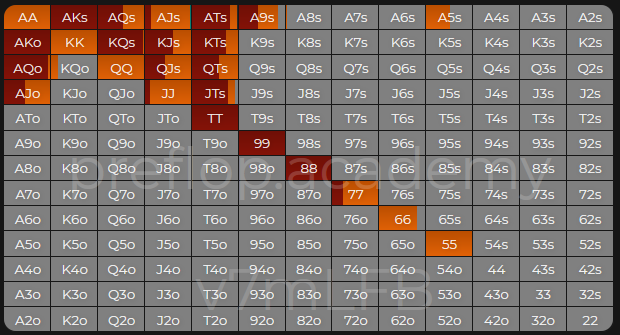 AA AKs AQs AJs ATs A9s A8s A7s A6s A5s A4s A3s A2s
AKo KK KQs KJs KTs K9s K8s K7s K6s K5s K4s K3s K2s
AQo KQo QQ QJs QTs Q9s Q8s Q7s Q6s Q5s Q4s Q3s Q2s
AJo KJo QJo JJ JTs J9s J8s J7s J6s J5s J4s J3s J2s
ATo KTo QTo JTo TT T9s T8s T7s T6s T5s T4s T3s T2s
A9o K9o Q9o J9o T9o 99 98s 97s 96s 95s 94s 93s 92s
A8o K8o Q8o J8o T8o 98o 88 87s 86s 85s 84s 83s 82s
preflop.academy
A7o K7o Q7o J7o T7o 97o 87o 77 76s 75s 74s 73s 72s
A6o K6o Q6o J6o T6o 96o 86o 76o 66 65s 64s 63s 62s
A5o K5o Q5o J5o T5o 95o 85o 75o 65o 55 54s 53s 52s
A4o K4o Q4o J4o T4o 94o 84o 74o 64o 54o 44 43s 42s
v7mLFB
A3o K3o Q3o J3o T3o 93o 83o 73o 63o 53o 43o 33 32s
A2o K2o Q2o J2o T2o 92o 82o 72o 62o 52o 42o 32o 22